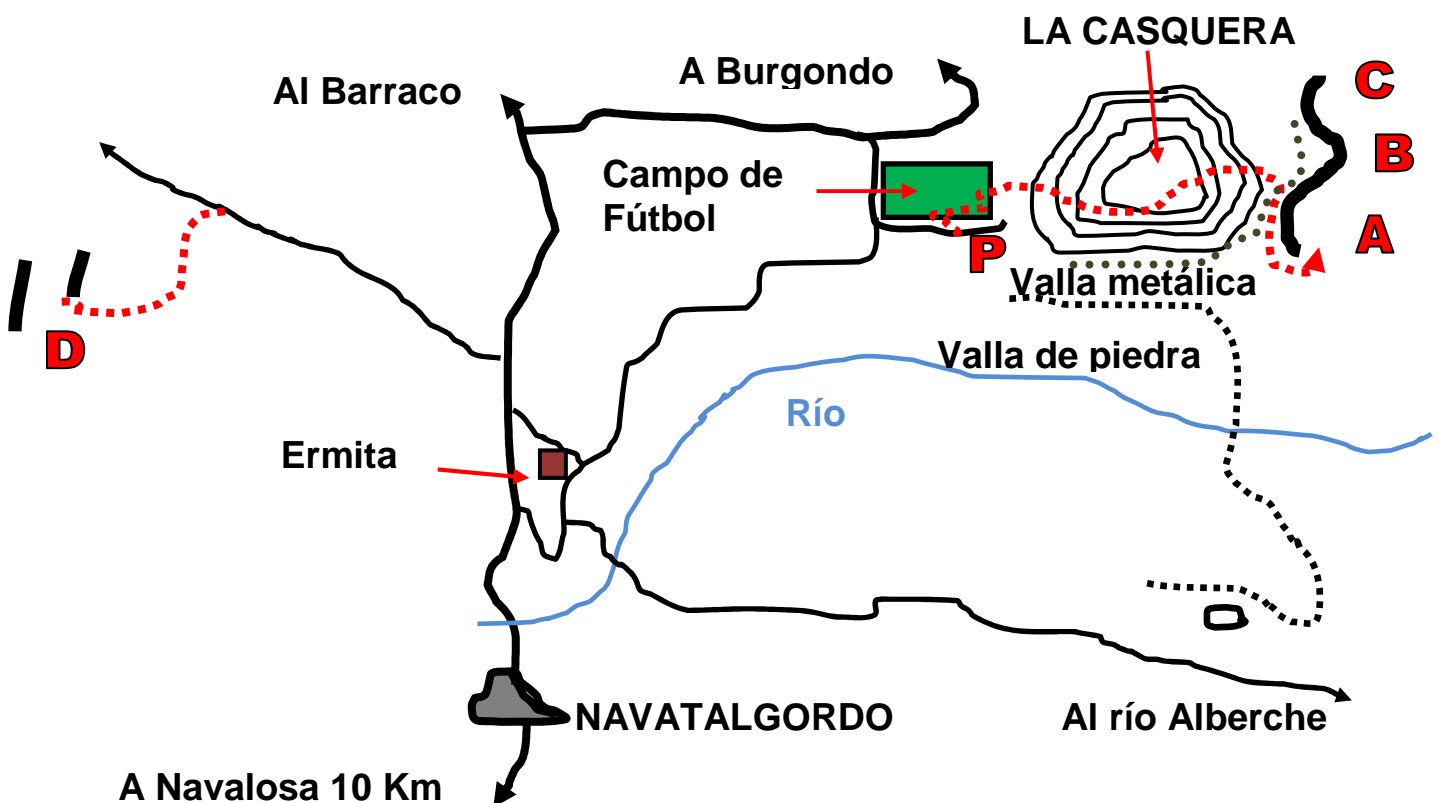 LA CASQUERA
A Burgondo
Al Barraco
C
B
A
Campo de
Fútbol
P
Valla metálica
D
Valla de piedra
Río
Ermita
NAVATALGORDO
Al río Alberche
A Navalosa 10 Km